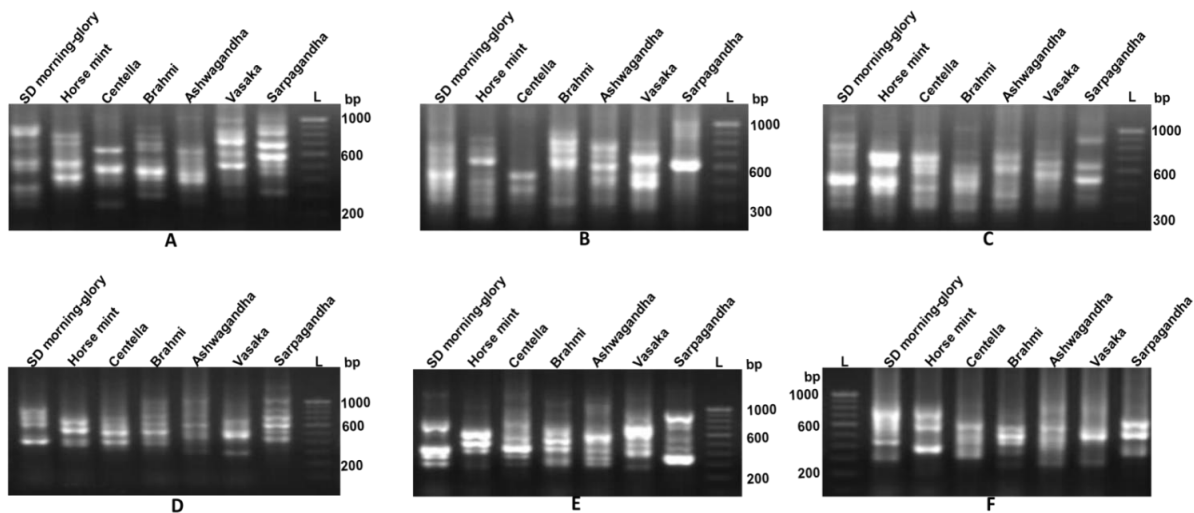 SD morning-glory
Horse mint
Centella
Brahmi
Ashwagandha
Vasaka
Sarpagandha
L
bp
1000
600
200
A
SD morning-glory
Horse mint
Centella
Brahmi
Ashwagandha
Vasaka
Sarpagandha
L
bp
1000
600
300
B
SD morning-glory
Horse mint
Centella
Brahmi
Ashwagandha
Vasaka
Sarpagandha
L
bp
1000
600
300
C
SD morning-glory
Horse mint
Centella
Brahmi
Ashwagandha
Vasaka
Sarpagandha
L
bp
1000
600
200
D
SD morning-glory
Horse mint
Centella
Brahmi
Ashwagandha
Vasaka
Sarpagandha
L
bp
1000
600
200
E
L
SD morning-glory
Horse mint
Centella
Brahmi
Ashwagandha
Vasaka
Sarpagandha
bp
1000
600
200
F